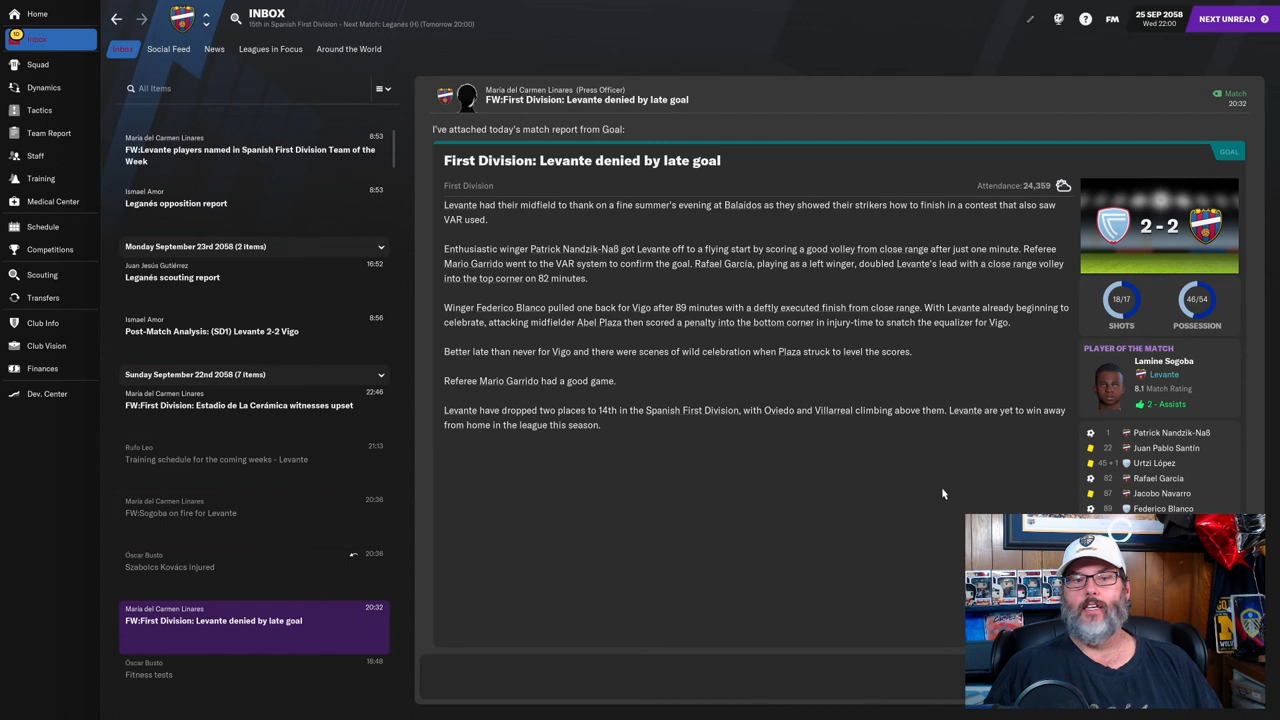 Home
Inbox
10
Squad
Dynamics
Tactics
Team Report
Staff
Training
Medical Center
Schedule
Competitions
Scouting
Transfers
Club Info
Club Vision
Finances
Dev. Center
INBOX
15th in Spanish First Division - Next Match: Leganés (H) (Tomorrow 20:00)
FM
25 SEP 2058
Wed 22:00
NEXT UNREAD
Inbox
Social Feed
News
Leagues in Focus
Around the World
All Items
María del Carmen Linares
8:53
FW:Levante players named in Spanish First Division Team of the
Week
Ismael Amor
8:53
Leganés opposition report
Monday September 23rd 2058 (2 items)
Juan Jesús Gutiérrez
16:52
Leganés scouting report
Ismael Amor
8:56
Post-Match Analysis: (SD1) Levante 2-2 Vigo
Sunday September 22nd 2058 (7 items)
María del Carmen Linares
22:46
FW:First Division: Estadio de La Cerámica witnesses upset
Rufo Leo
21:13
Training schedule for the coming weeks - Levante
María del Carmen Linares
20:36
FW:Sogoba on fire for Levante
Óscar Busto
20:36
Szabolcs Kovács injured
María del Carmen Linares
20:32
FW:First Division: Levante denied by late goal
Óscar Busto
18:48
Fitness tests
María del Carmen Linares (Press Officer)
FW:First Division: Levante denied by late goal
Match
20:32
I've attached today's match report from Goal:
First Division: Levante denied by late goal
GOAL
First Division
Attendance: 24,359
Levante had their midfield to thank on a fine summer's evening at Balaídos as they showed their strikers how to finish in a contest that also saw
VAR used.
Enthusiastic winger Patrick Nandzik-Naß got Levante off to a flying start by scoring a good volley from close range after just one minute. Referee
Mario Garrido went to the VAR system to confirm the goal. Rafael García, playing as a left winger, doubled Levante's lead with a close range volley
into the top corner on 82 minutes.
Winger Federico Blanco pulled one back for Vigo after 89 minutes with a deftly executed finish from close range. With Levante already beginning to
celebrate, attacking midfielder Abel Plaza then scored a penalty into the bottom corner in injury-time to snatch the equalizer for Vigo.
Better late than never for Vigo and there were scenes of wild celebration when Plaza struck to level the scores.
Referee Mario Garrido had a good game.
Levante have dropped two places to 14th in the Spanish First Division, with Oviedo and Villarreal climbing above them. Levante are yet to win away
from home in the league this season.
2 - 2
18/17
SHOTS
46/54
POSSESSION
PLAYER OF THE MATCH
Lamine Sogoba
Levante
8.1 Match Rating
2 - Assists
1 Patrick Nandzik-Naß
22 Juan Pablo Santín
45 + 1 Urtzi López
82 Rafael García
87 Jacobo Navarro
89 Federico Blanco